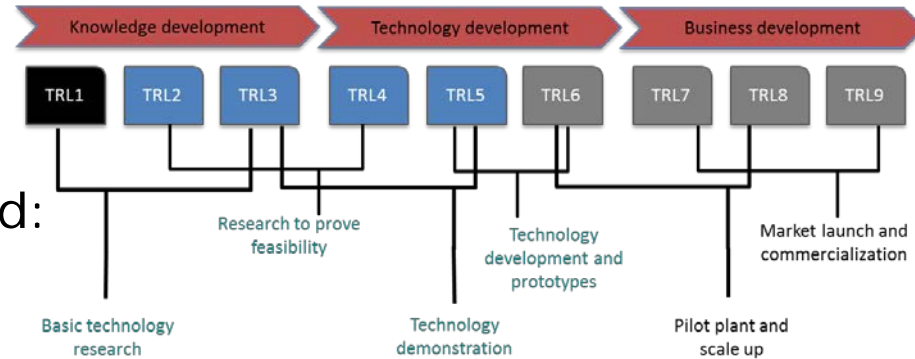 Knowledge development
Technology development
Business development
TRL1
TRL2
TRL3
TRL4
TRL5
TRL6
TRL7
TRL8
TRL9
d:
Research to prove
feasibility
Technology
development and
prototypes
Market launch and
commercialization
Basic technology
research
Technology
demonstration
Pilot plant and
scale up